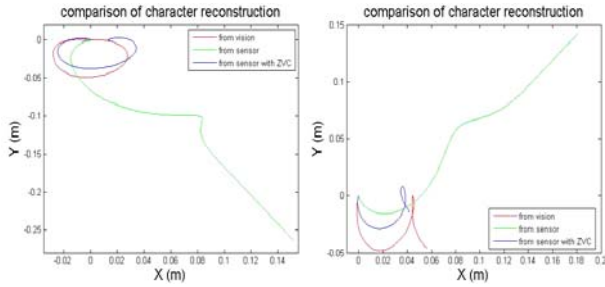 comparison of character reconstruction
0
-0.05
-0.1
-0.15
-0.2
-0.25
Y (m)
from vision
from sensor
from sensor with ZVC
-0.02 0 0.02 0.04 0.06 0.08 0.1 0.12 0.14
X (m)
comparison of character reconstruction
0.15
0.1
0.05
0
-0.05
Y (m)
from vision
from sensor
from sensor with ZVC
0 0.02 0.04 0.06 0.08 0.1 0.12 0.14 0.16 0.18 0.2
X (m)